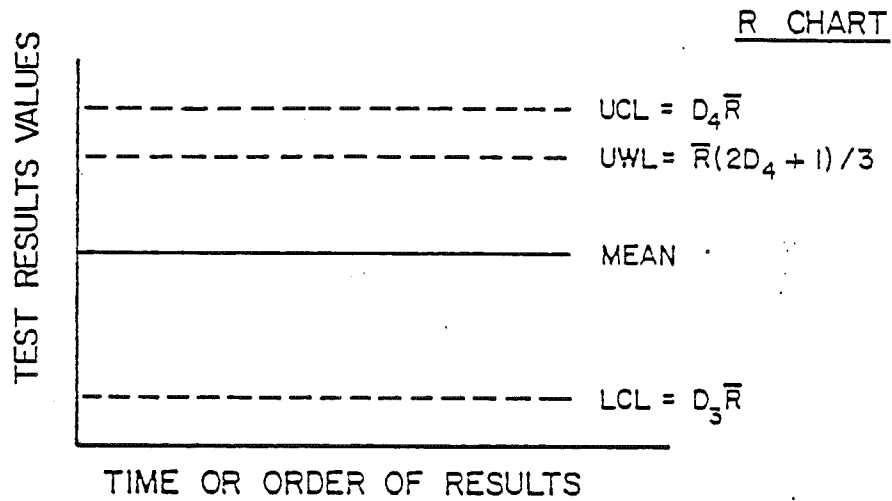 R CHART
TEST RESULTS VALUES
UCL = D₄R̅
UWL = R̅(2D₄ + 1)/3
MEAN
LCL = D₃R̅
TIME OR ORDER OF RESULTS